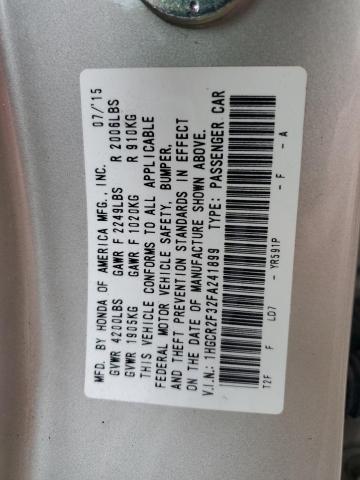 MFD. BY HONDA OF AMERICA MFG., INC. 07/'15
GVWR 4200LBS GAWR F 2249LBS R 2006LBS
GVWR 1905KG GAWR F 1020KG R 910KG
THIS VEHICLE CONFORMS TO ALL APPLICABLE
FEDERAL MOTOR VEHICLE SAFETY, BUMPER,
AND THEFT PREVENTION STANDARDS IN EFFECT
ON THE DATE OF MANUFACTURE SHOWN ABOVE.
V.I.N.: 1HGCR2F32FA241899 TYPE: PASSENGER CAR
T2F F LD7 - YR591P - F - A